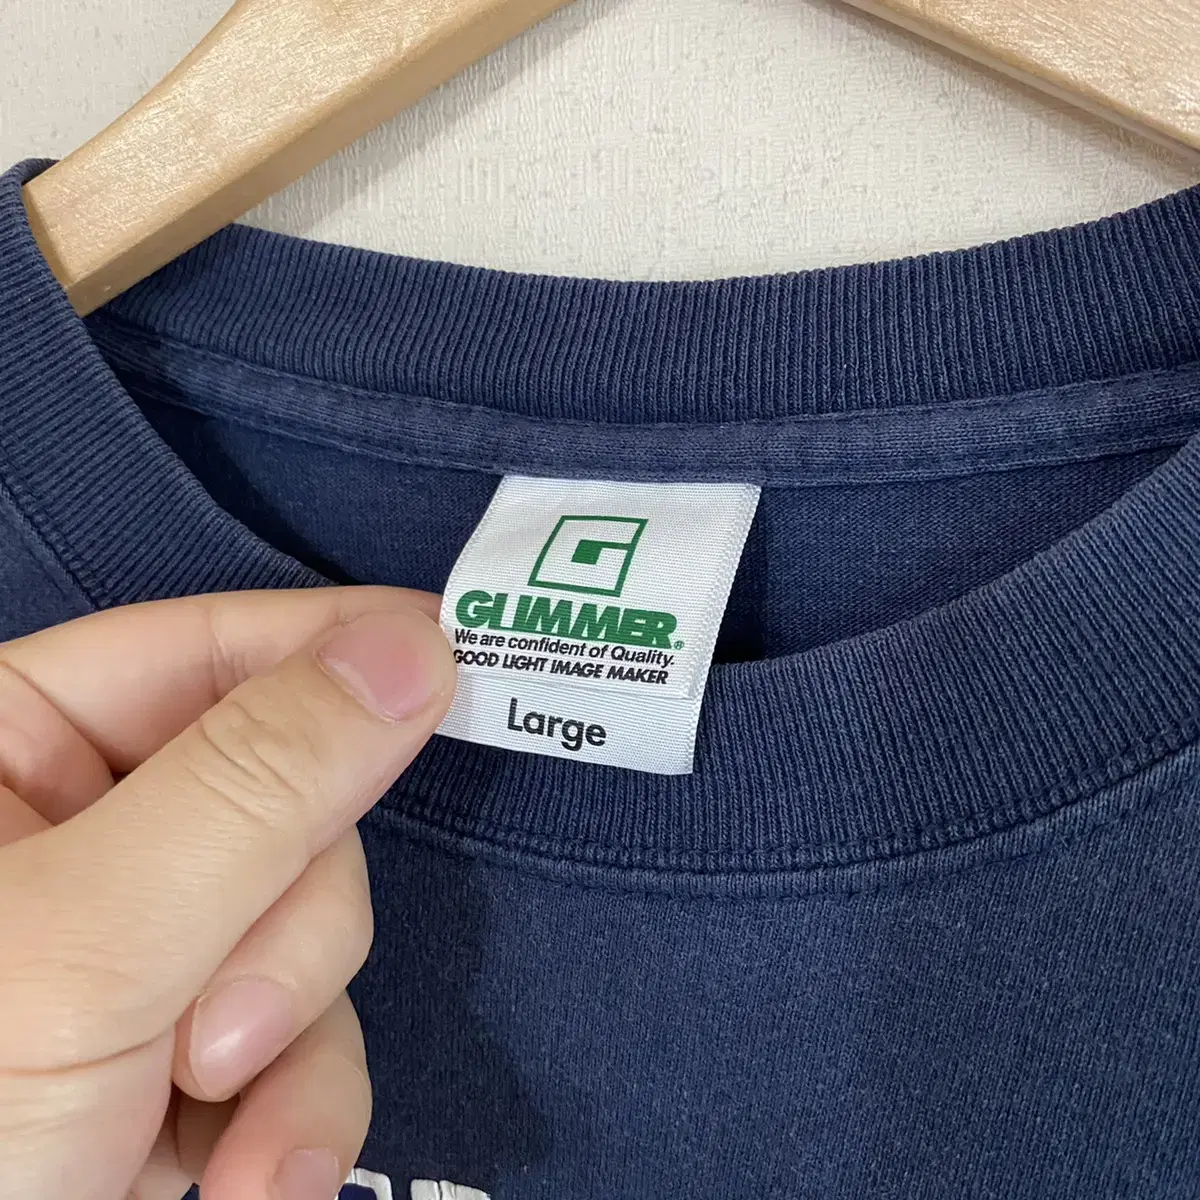 G
GLIMMER®
We are confident of Quality.
GOOD LIGHT IMAGE MAKER
Large